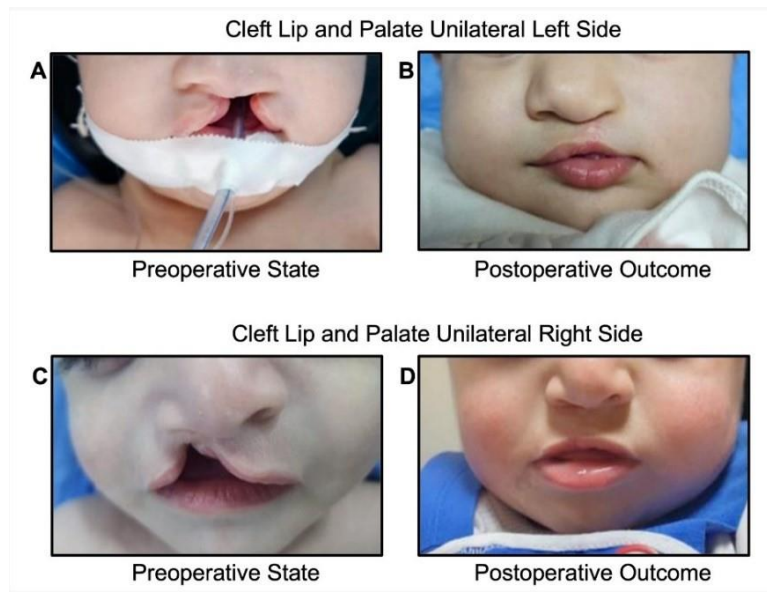 Cleft Lip and Palate Unilateral Left Side
A
B
Preoperative State
Postoperative Outcome
Cleft Lip and Palate Unilateral Right Side
C
D
Preoperative State
Postoperative Outcome